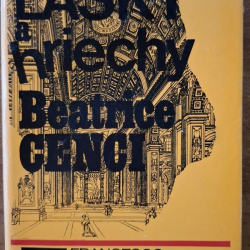 LÁSKY
a hriechy
Beatrice
CENCI
FRANCESCO